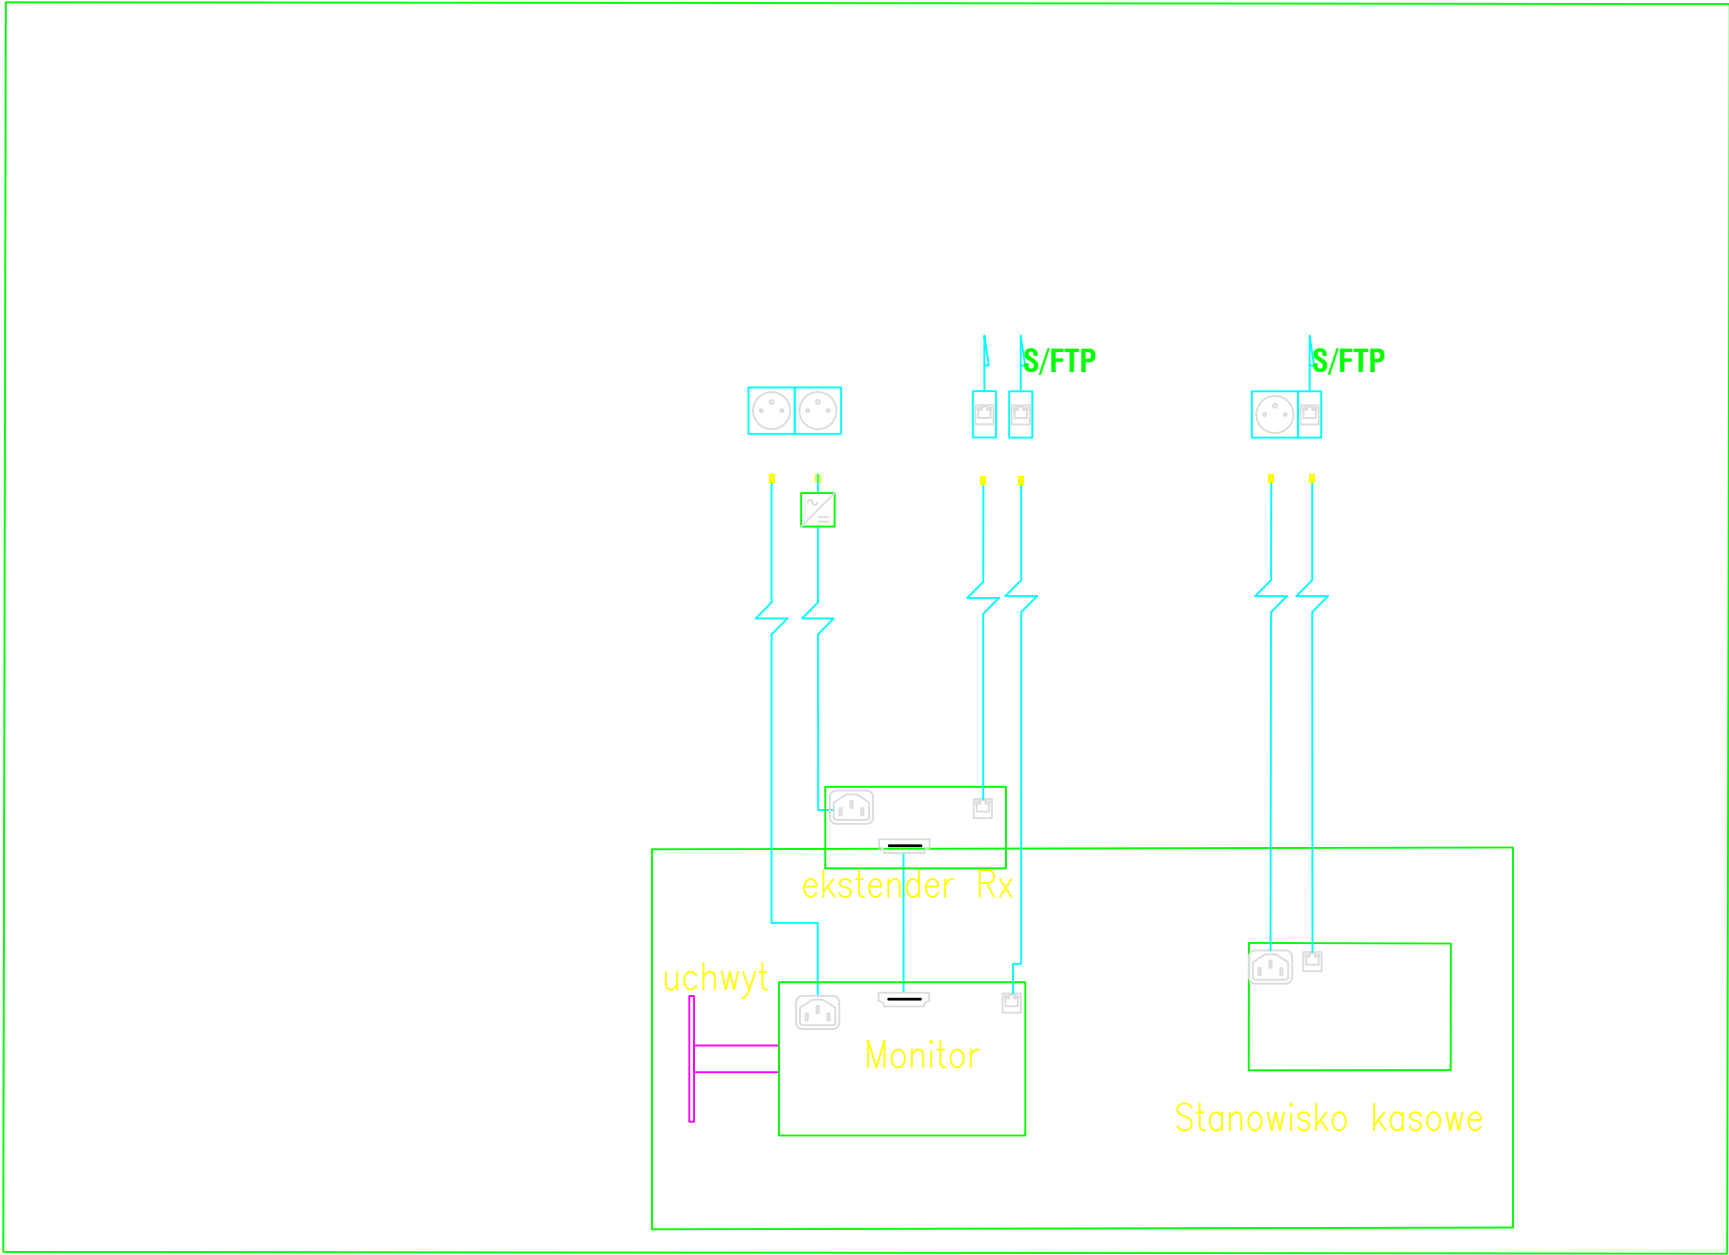 S/FTP
S/FTP
ekstender Rx
uchwyt
Monitor
Stanowisko kasowe